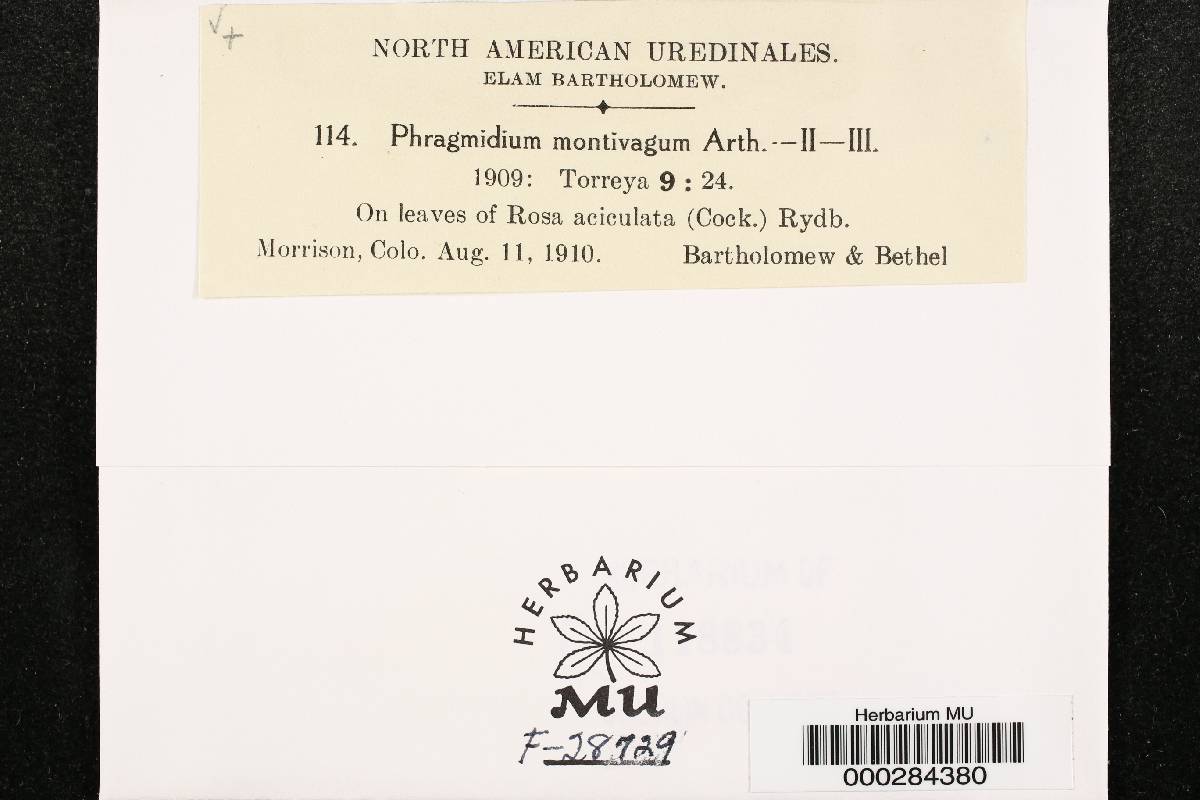 NORTH AMERICAN UREDINALES.
ELAM BARTHOLOMEW.
114. Phragmidium montivagum Arth.--II—III.
1909: Torreya 9 : 24.
On leaves of Rosa aciculata (Cock.) Rydb.
Morrison, Colo. Aug. 11, 1910. Bartholomew & Bethel
HERBARIUM
MU
F-28729
Herbarium MU
000284380